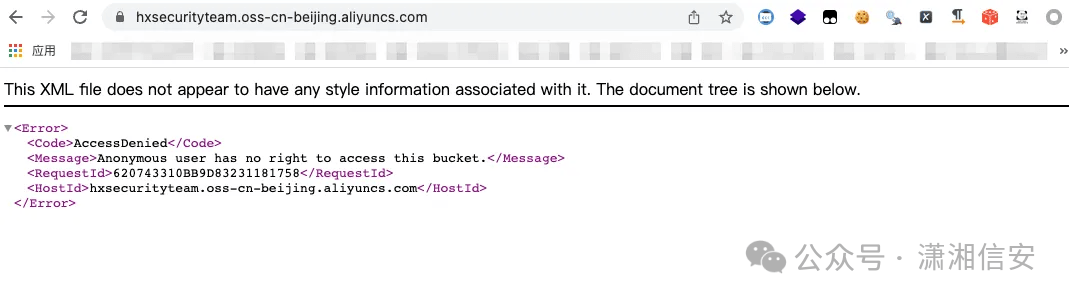 hxsecurityteam.oss-cn-beijing.aliyuncs.com
应用
This XML file does not appear to have any style information associated with it. The document tree is shown below.
<Error>
<Code>AccessDenied</Code>
<Message>Anonymous user has no right to access this bucket.</Message>
<RequestId>620743310BB9D83231181758</RequestId>
<HostId>hxsecurityteam.oss-cn-beijing.aliyuncs.com</HostId>
</Error>
公众号 · 潇湘信安